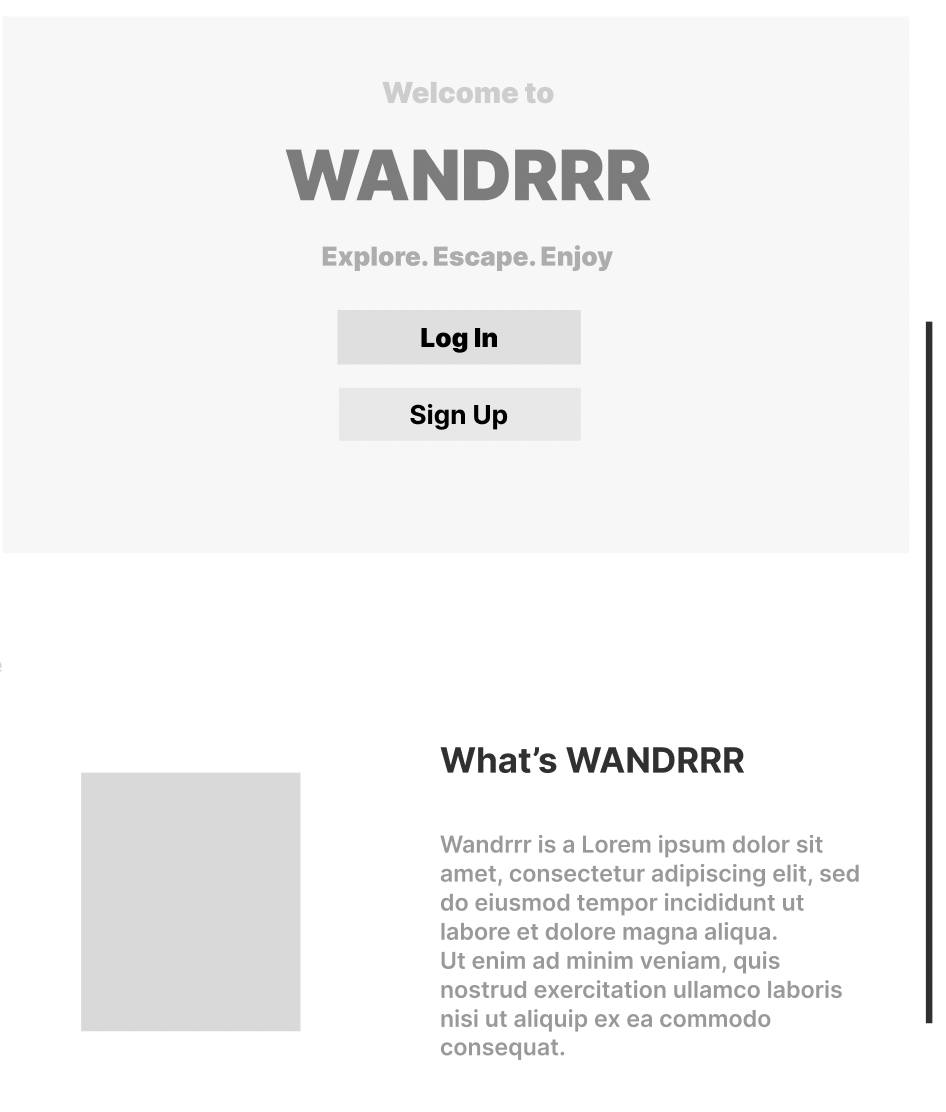 Welcome to
WANDRRR
Explore. Escape. Enjoy
Log In
Sign Up
What’s WANDRRR
Wandrrr is a Lorem ipsum dolor sit
amet, consectetur adipiscing elit, sed
do eiusmod tempor incididunt ut
labore et dolore magna aliqua.
Ut enim ad minim veniam, quis
nostrud exercitation ullamco laboris
nisi ut aliquip ex ea commodo
consequat.